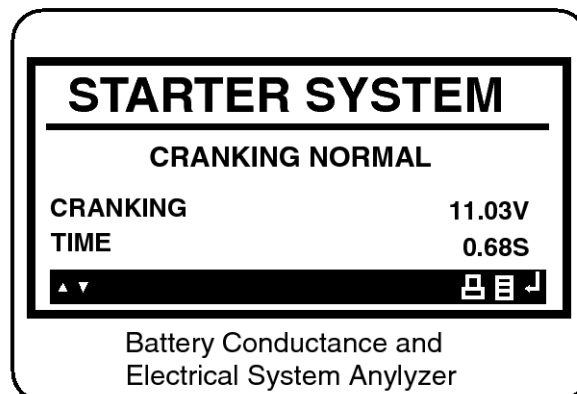 STARTER SYSTEM
CRANKING NORMAL
CRANKING 11.03V
TIME 0.68S
Battery Conductance and
Electrical System Anylyzer